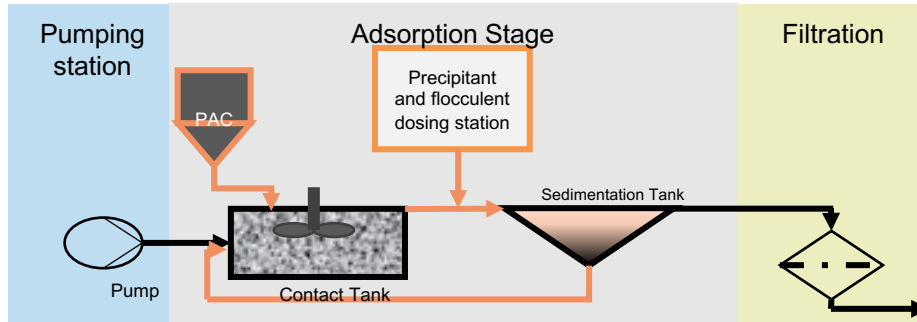 Pumping
station
Adsorption Stage
Filtration
PAC
Precipitant
and flocculent
dosing station
Sedimentation Tank
Pump
Contact Tank